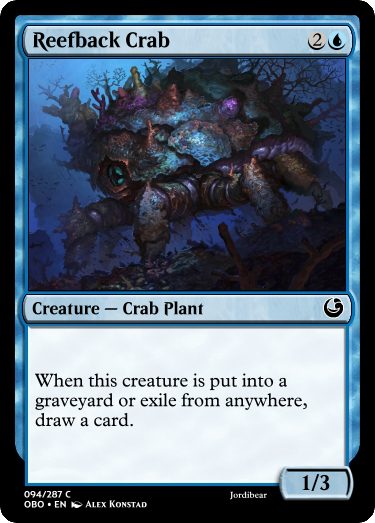 Reefback Crab 2
Creature — Crab Plant
When this creature is put into a
graveyard or exile from anywhere,
draw a card.
1/3
094/287 C
OBO • EN Alex Konstad
Jordibear